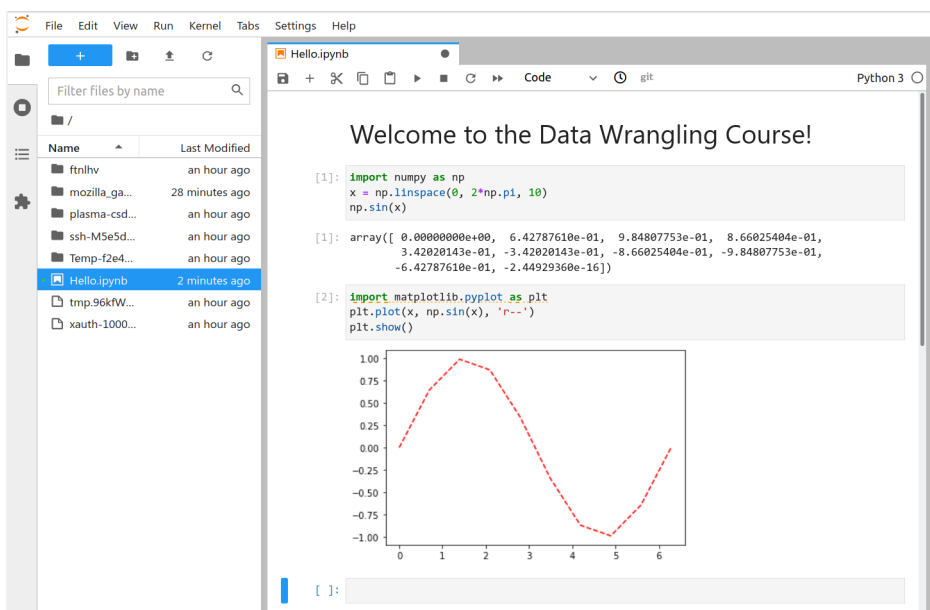 File Edit View Run Kernel Tabs Settings Help
+
Filter files by name
/
Name Last Modified
ftnlhv an hour ago
mozilla_ga... 28 minutes ago
plasma-csd... an hour ago
ssh-M5e5d... an hour ago
Temp-f2e4... an hour ago
Hello.ipynb 2 minutes ago
tmp.96kfW... an hour ago
xauth-1000... an hour ago
Hello.ipynb
Code git Python 3
Welcome to the Data Wrangling Course!
[1]: import numpy as np
x = np.linspace(0, 2*np.pi, 10)
np.sin(x)
[1]: array([ 0.00000000e+00,  6.42787610e-01,  9.84807753e-01,  8.66025404e-01,
3.42020143e-01, -3.42020143e-01, -8.66025404e-01, -9.84807753e-01,
-6.42787610e-01, -2.44929360e-16])
[2]: import matplotlib.pyplot as plt
plt.plot(x, np.sin(x), 'r--')
plt.show()
1.00
0.75
0.50
0.25
0.00
−0.25
−0.50
−0.75
−1.00
0 1 2 3 4 5 6
[ ]: